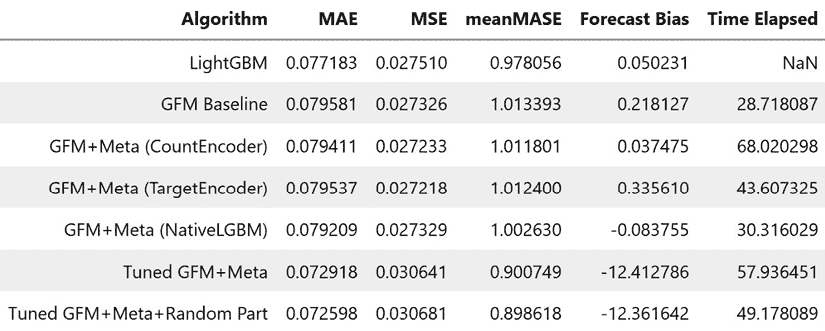 Algorithm MAE MSE meanMASE Forecast Bias Time Elapsed
LightGBM 0.077183 0.027510 0.978056 0.050231 NaN
GFM Baseline 0.079581 0.027326 1.013393 0.218127 28.718087
GFM+Meta (CountEncoder) 0.079411 0.027233 1.011801 0.037475 68.020298
GFM+Meta (TargetEncoder) 0.079537 0.027218 1.012400 0.335610 43.607325
GFM+Meta (NativeLGBM) 0.079209 0.027329 1.002630 -0.083755 30.316029
Tuned GFM+Meta 0.072918 0.030641 0.900749 -12.412786 57.936451
Tuned GFM+Meta+Random Part 0.072598 0.030681 0.898618 -12.361642 49.178089